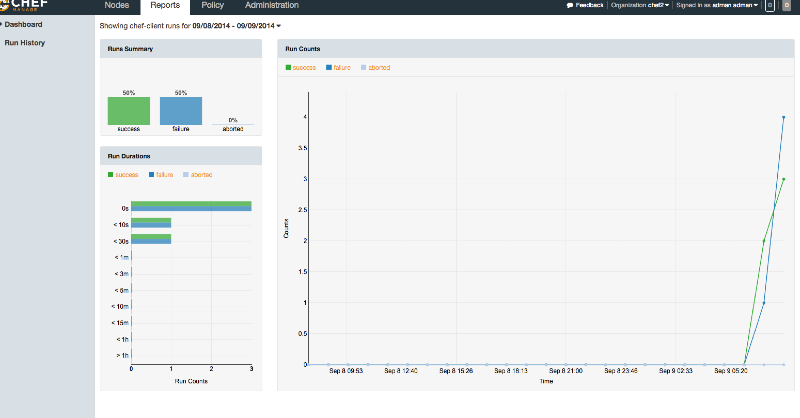 CHEF
MANAGE
Nodes Reports Policy Administration
Feedback Organization chef2 Signed in as adman adman 0 0
Dashboard
Run History
Showing chef-client runs for 09/08/2014 - 09/09/2014
Runs Summary
50% 50% 0%
success failure aborted
Run Durations
success failure aborted
0s
< 10s
< 30s
< 1m
< 3m
< 5m
< 10m
< 15m
< 1h
> 1h
0 1 2 3
Run Counts
Run Counts
success failure aborted
4
3.5
3
2.5
2
1.5
1
0.5
0
Counts
Sep 8 09:53 Sep 8 12:40 Sep 8 15:26 Sep 8 18:13 Sep 8 21:00 Sep 8 23:46 Sep 9 02:33 Sep 9 05:20
Time